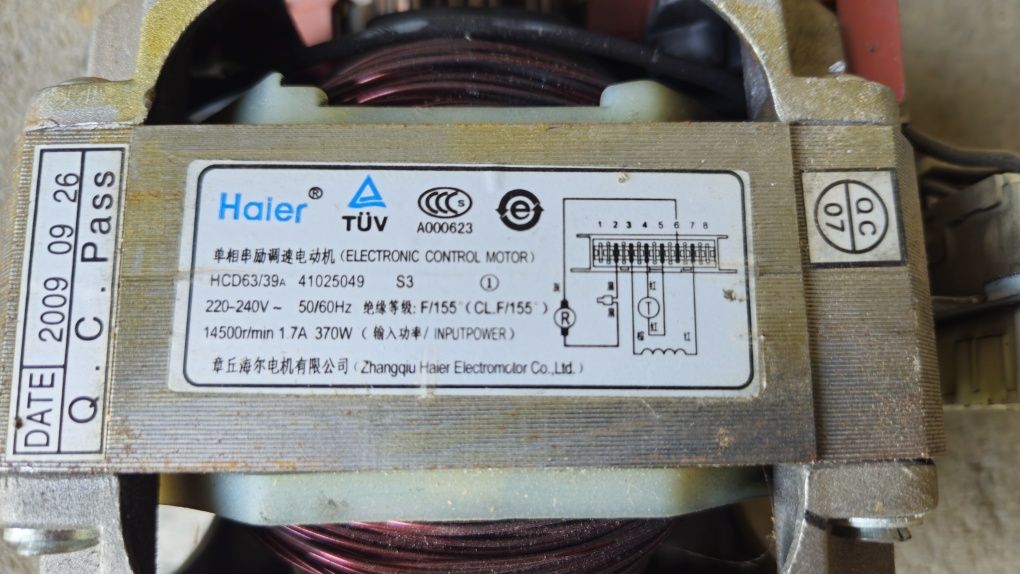 DATE 2009 09 26
Q.C.Pass
Haier®
TÜV
CCC S
A000623
e
单相串励调速电动机(ELECTRONIC CONTROL MOTOR)
HCD63/39A 41025049 S3 ①
220-240V~ 50/60Hz 绝缘等级: F/155°(CL.F/155°)
14500r/min 1.7A 370W (输入功率/INPUTPOWER)
章丘海尔电机有限公司(Zhangqiu Haier Electromotor Co.,Ltd.)
1 2 3 4 5 6 7 8
R
T
红
红
QC
07